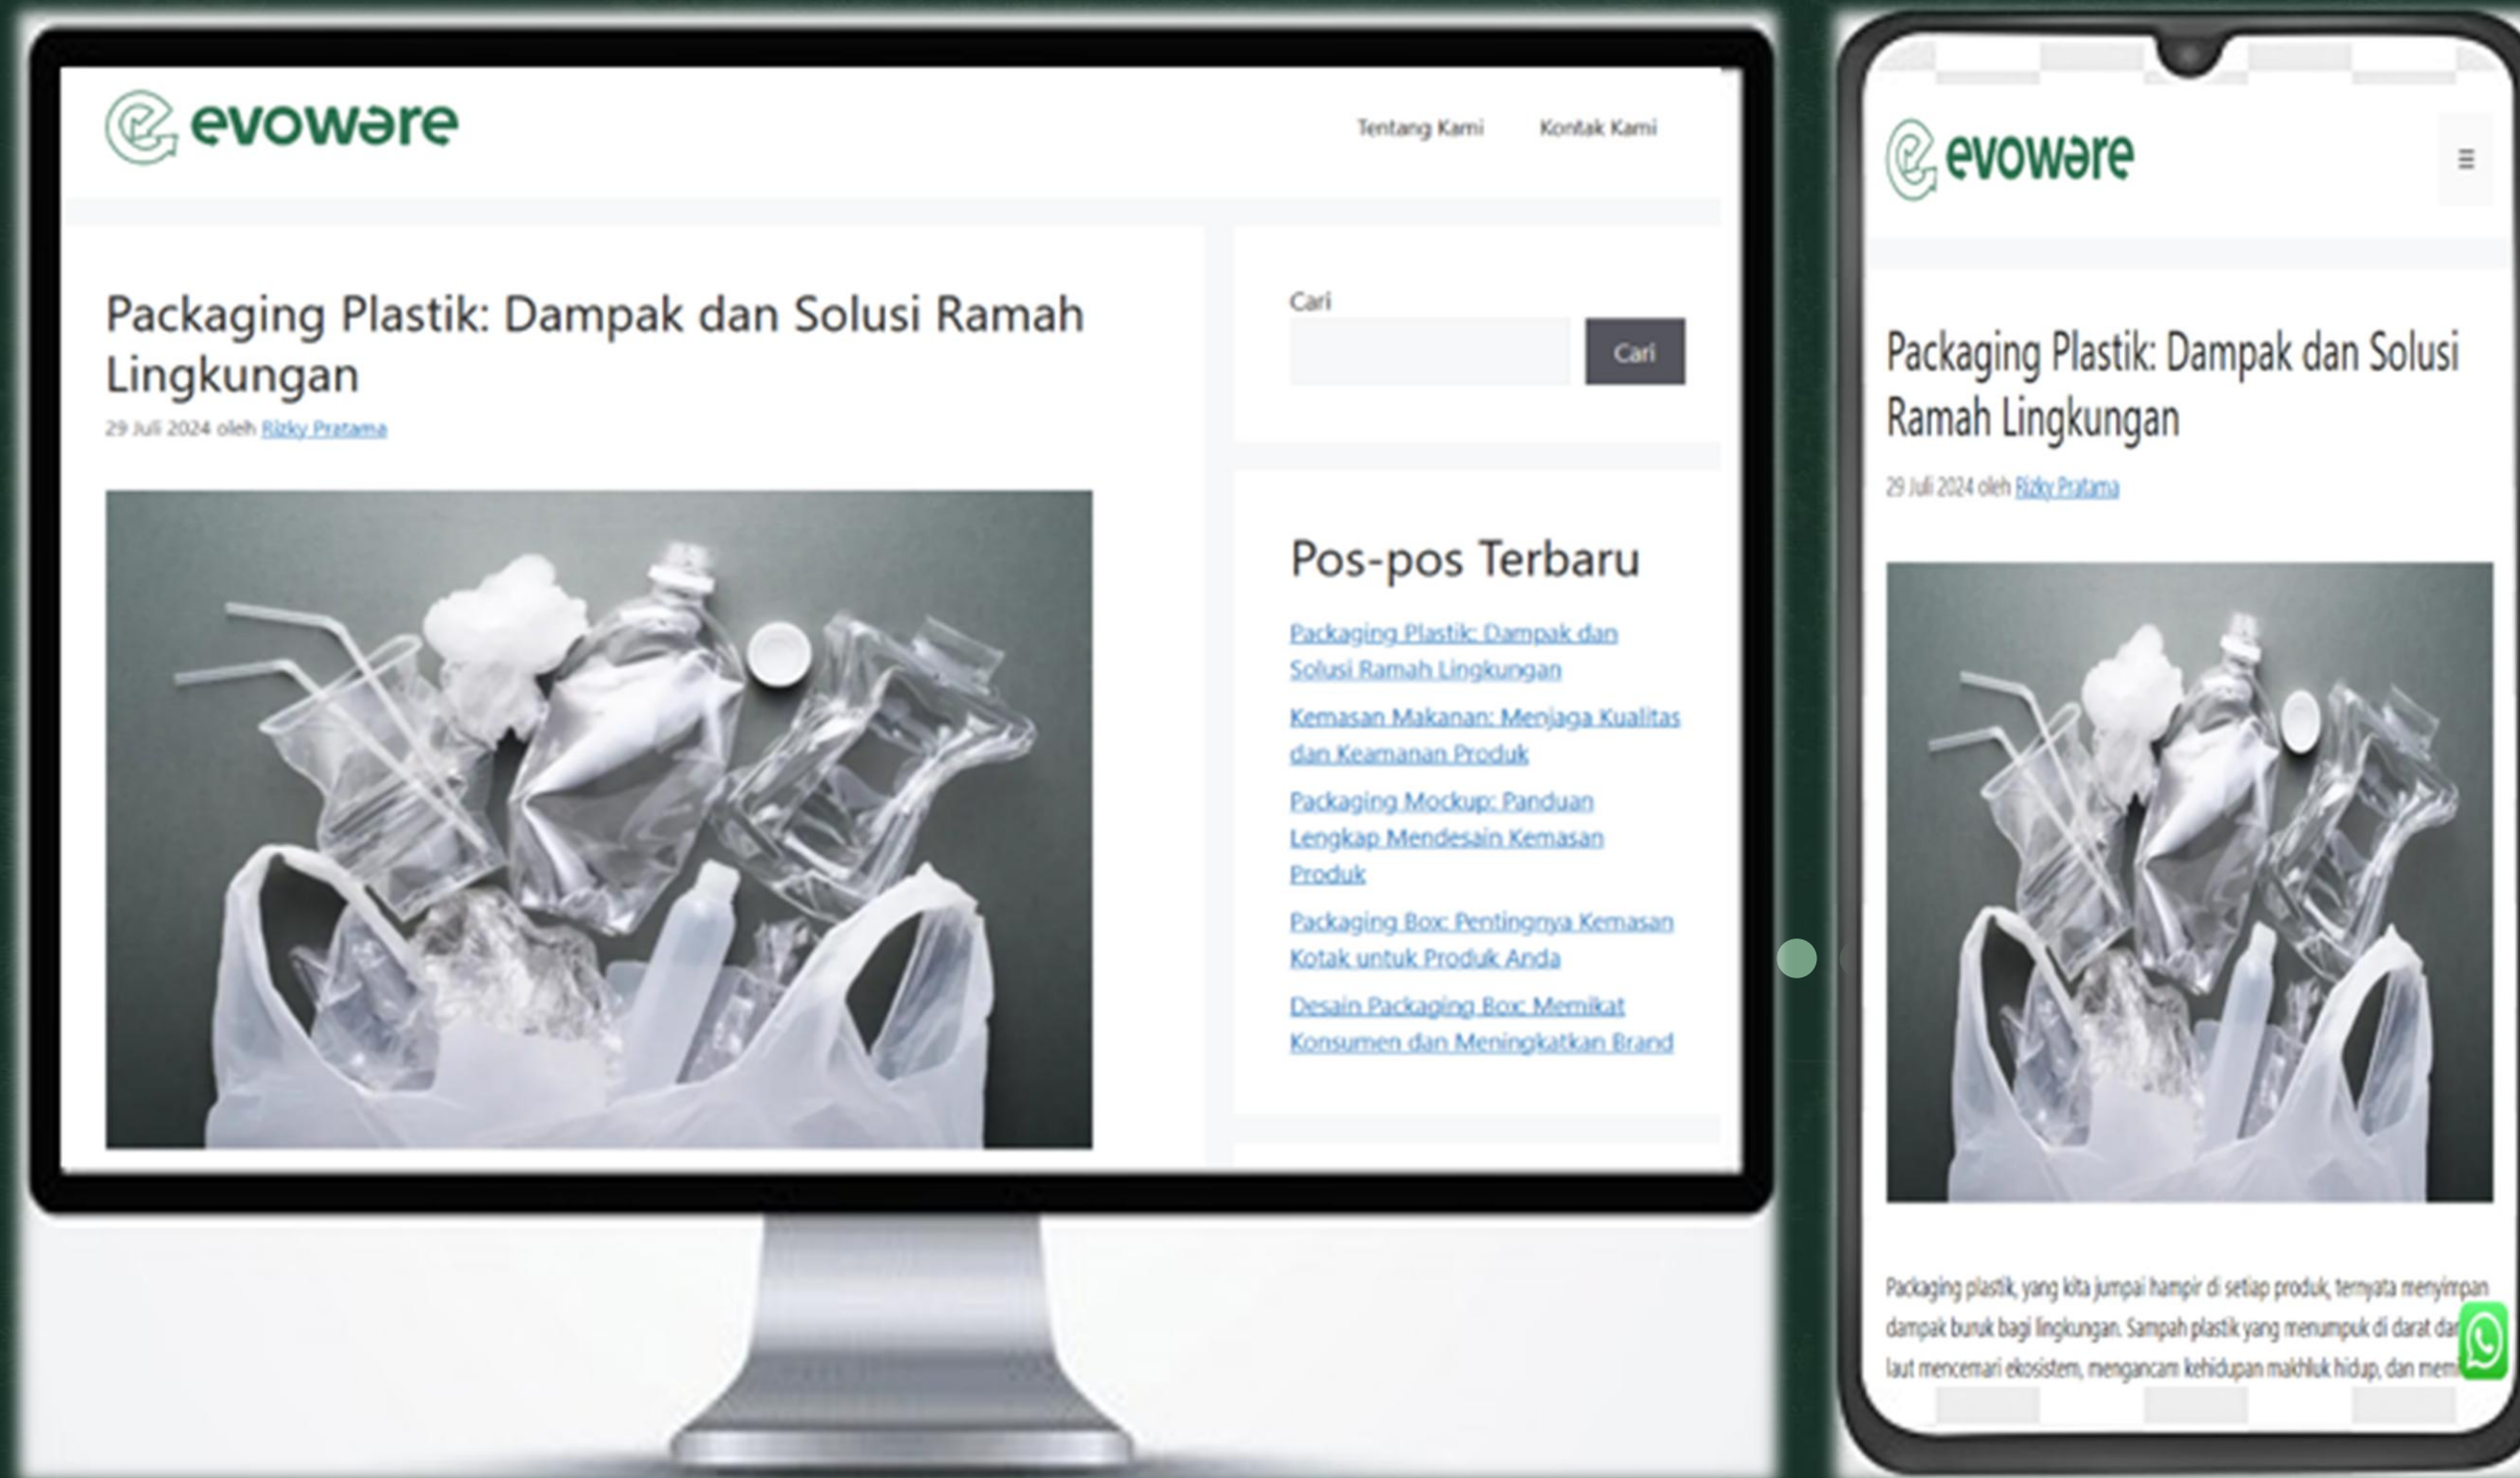 evoware
Tentang Kami
Kontak Kami
Packaging Plastik: Dampak dan Solusi Ramah
Lingkungan
29 Juli 2024 oleh Rizky Pratama
Cari
Cari
Pos-pos Terbaru
Packaging Plastik: Dampak dan
Solusi Ramah Lingkungan
Kemasan Makanan: Menjaga Kualitas
dan Keamanan Produk
Packaging Mockup: Panduan
Lengkap Mendesain Kemasan
Produk
Packaging Box: Pentingnya Kemasan
Kotak untuk Produk Anda
Desain Packaging Box: Memikat
Konsumen dan Meningkatkan Brand
evoware
Packaging Plastik: Dampak dan Solusi
Ramah Lingkungan
29 Juli 2024 oleh Rizky Pratama
Packaging plastik, yang kita jumpai hampir di setiap produk, ternyata menyimpan
dampak buruk bagi lingkungan. Sampah plastik yang menumpuk di darat
laut mencemari ekosistem, mengancam kehidupan makhluk hidup, dan